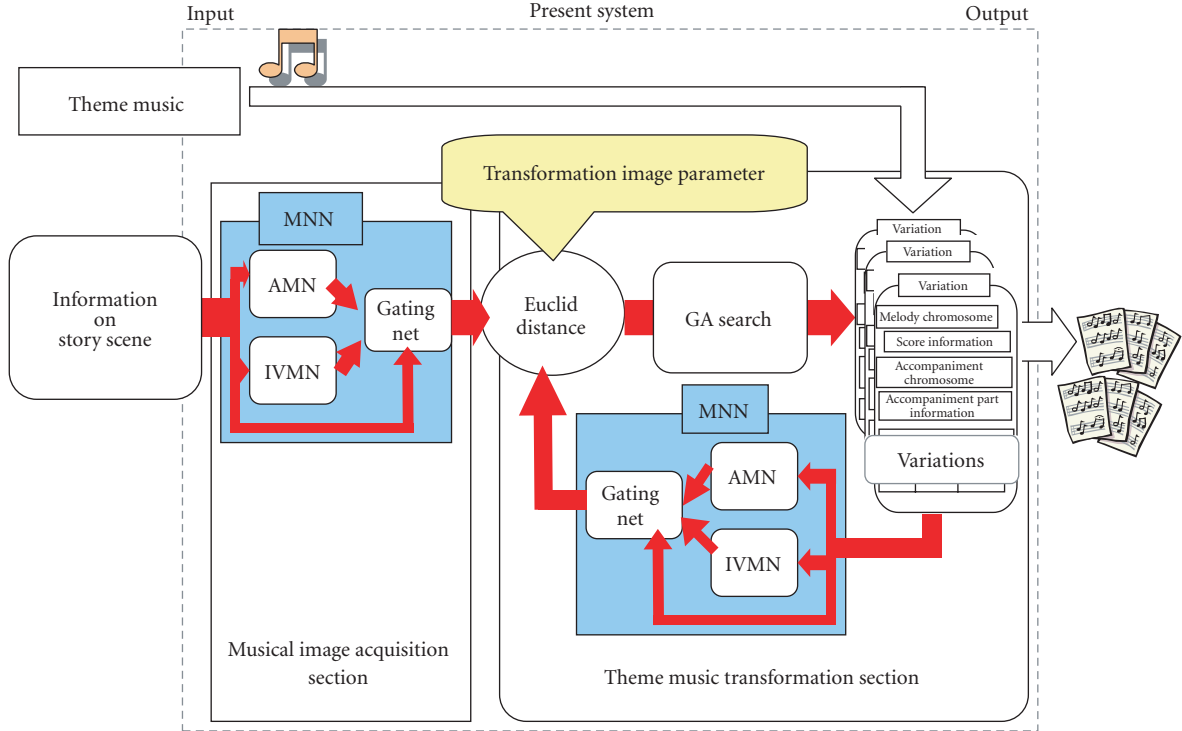 Input
Present system
Output
Theme music
Transformation image parameter
MNN
AMN
IVMN
Gating
net
Information
on
story scene
Euclid
distance
GA search
Variation
Variation
Variation
Melody chromosome
Score information
Accompaniment
chromosome
Accompaniment part
information
Variations
MNN
AMN
IVMN
Gating
net
Musical image acquisition
section
Theme music transformation section